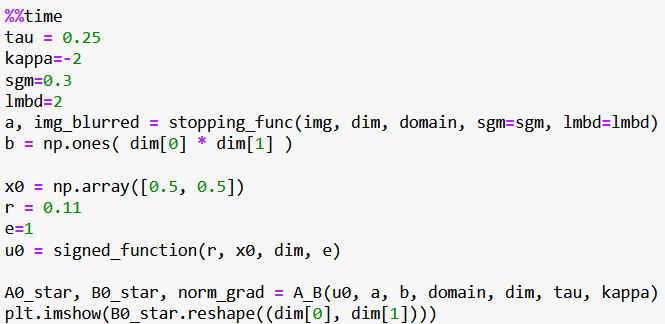 %%time
tau = 0.25
kappa=-2
sgm=0.3
lmbd=2
a, img_blurred = stopping_func(img, dim, domain, sgm=sgm, lmbd=lmbd)
b = np.ones( dim[0] * dim[1] )
x0 = np.array([0.5, 0.5])
r = 0.11
e=1
u0 = signed_function(r, x0, dim, e)
A0_star, B0_star, norm_grad = A_B(u0, a, b, domain, dim, tau, kappa)
plt.imshow(B0_star.reshape((dim[0], dim[1])))